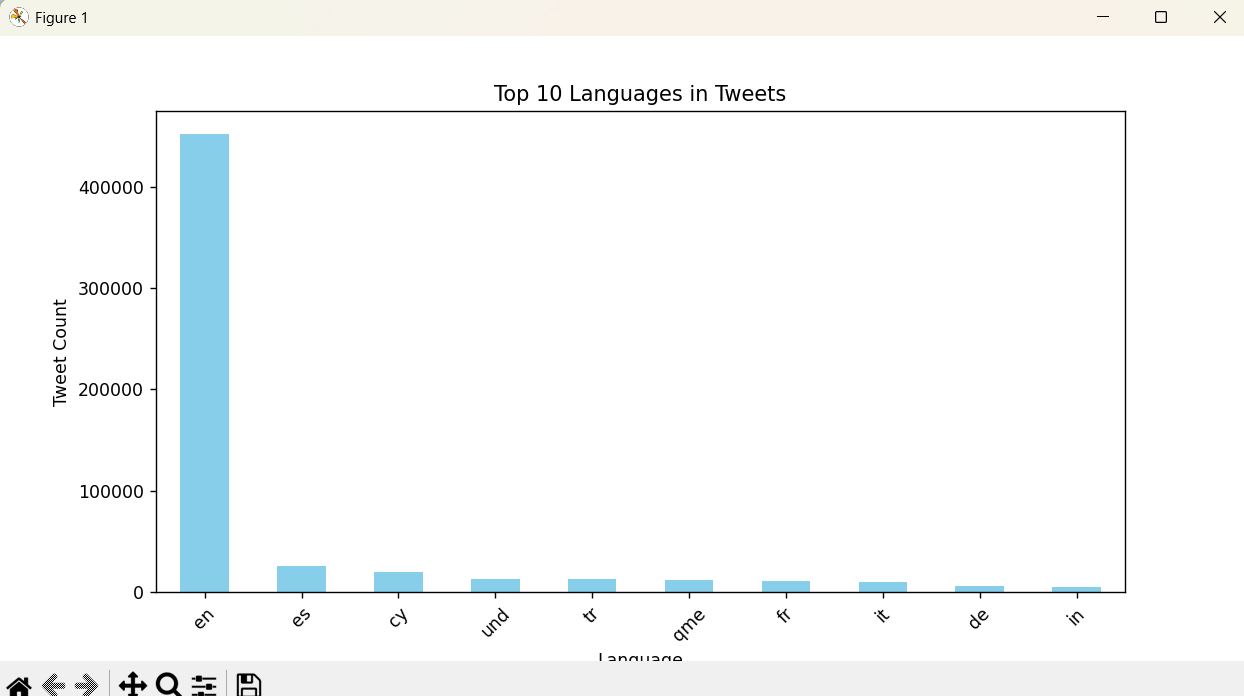 Figure 1
Top 10 Languages in Tweets
Tweet Count
400000
300000
200000
100000
0
en es cy und tr qme fr it de in
Language